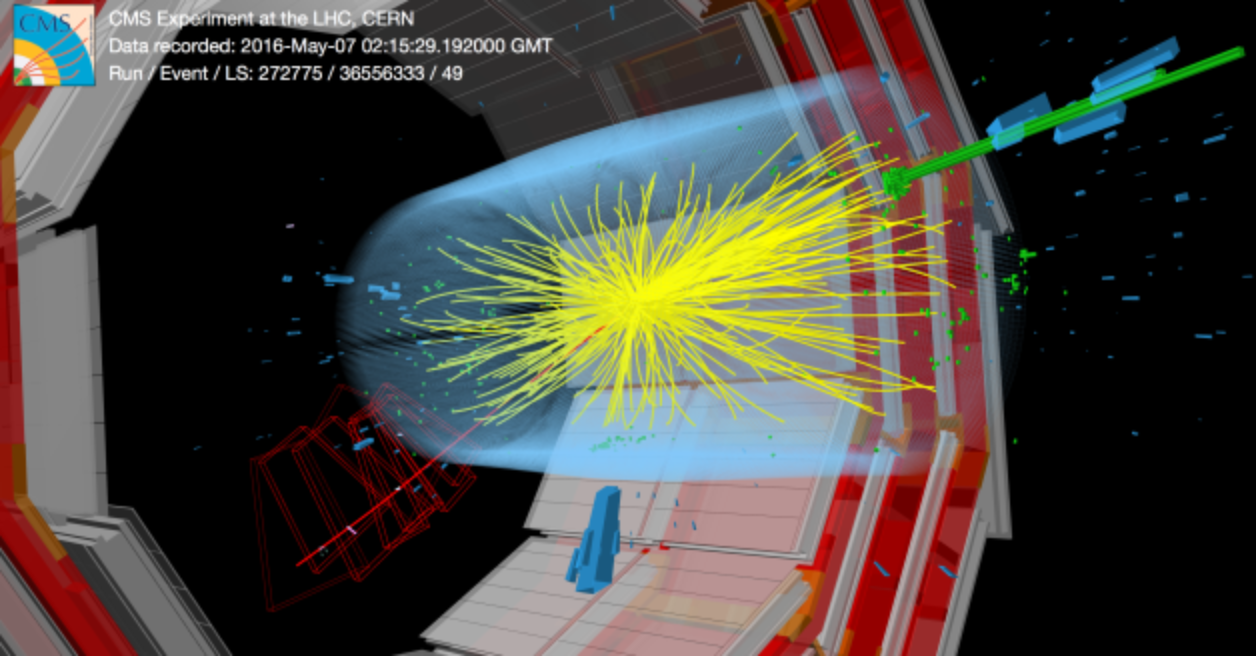 CMS
CMS Experiment at the LHC, CERN
Data recorded: 2016-May-07 02:15:29.192000 GMT
Run / Event / LS: 272775 / 36556333 / 49